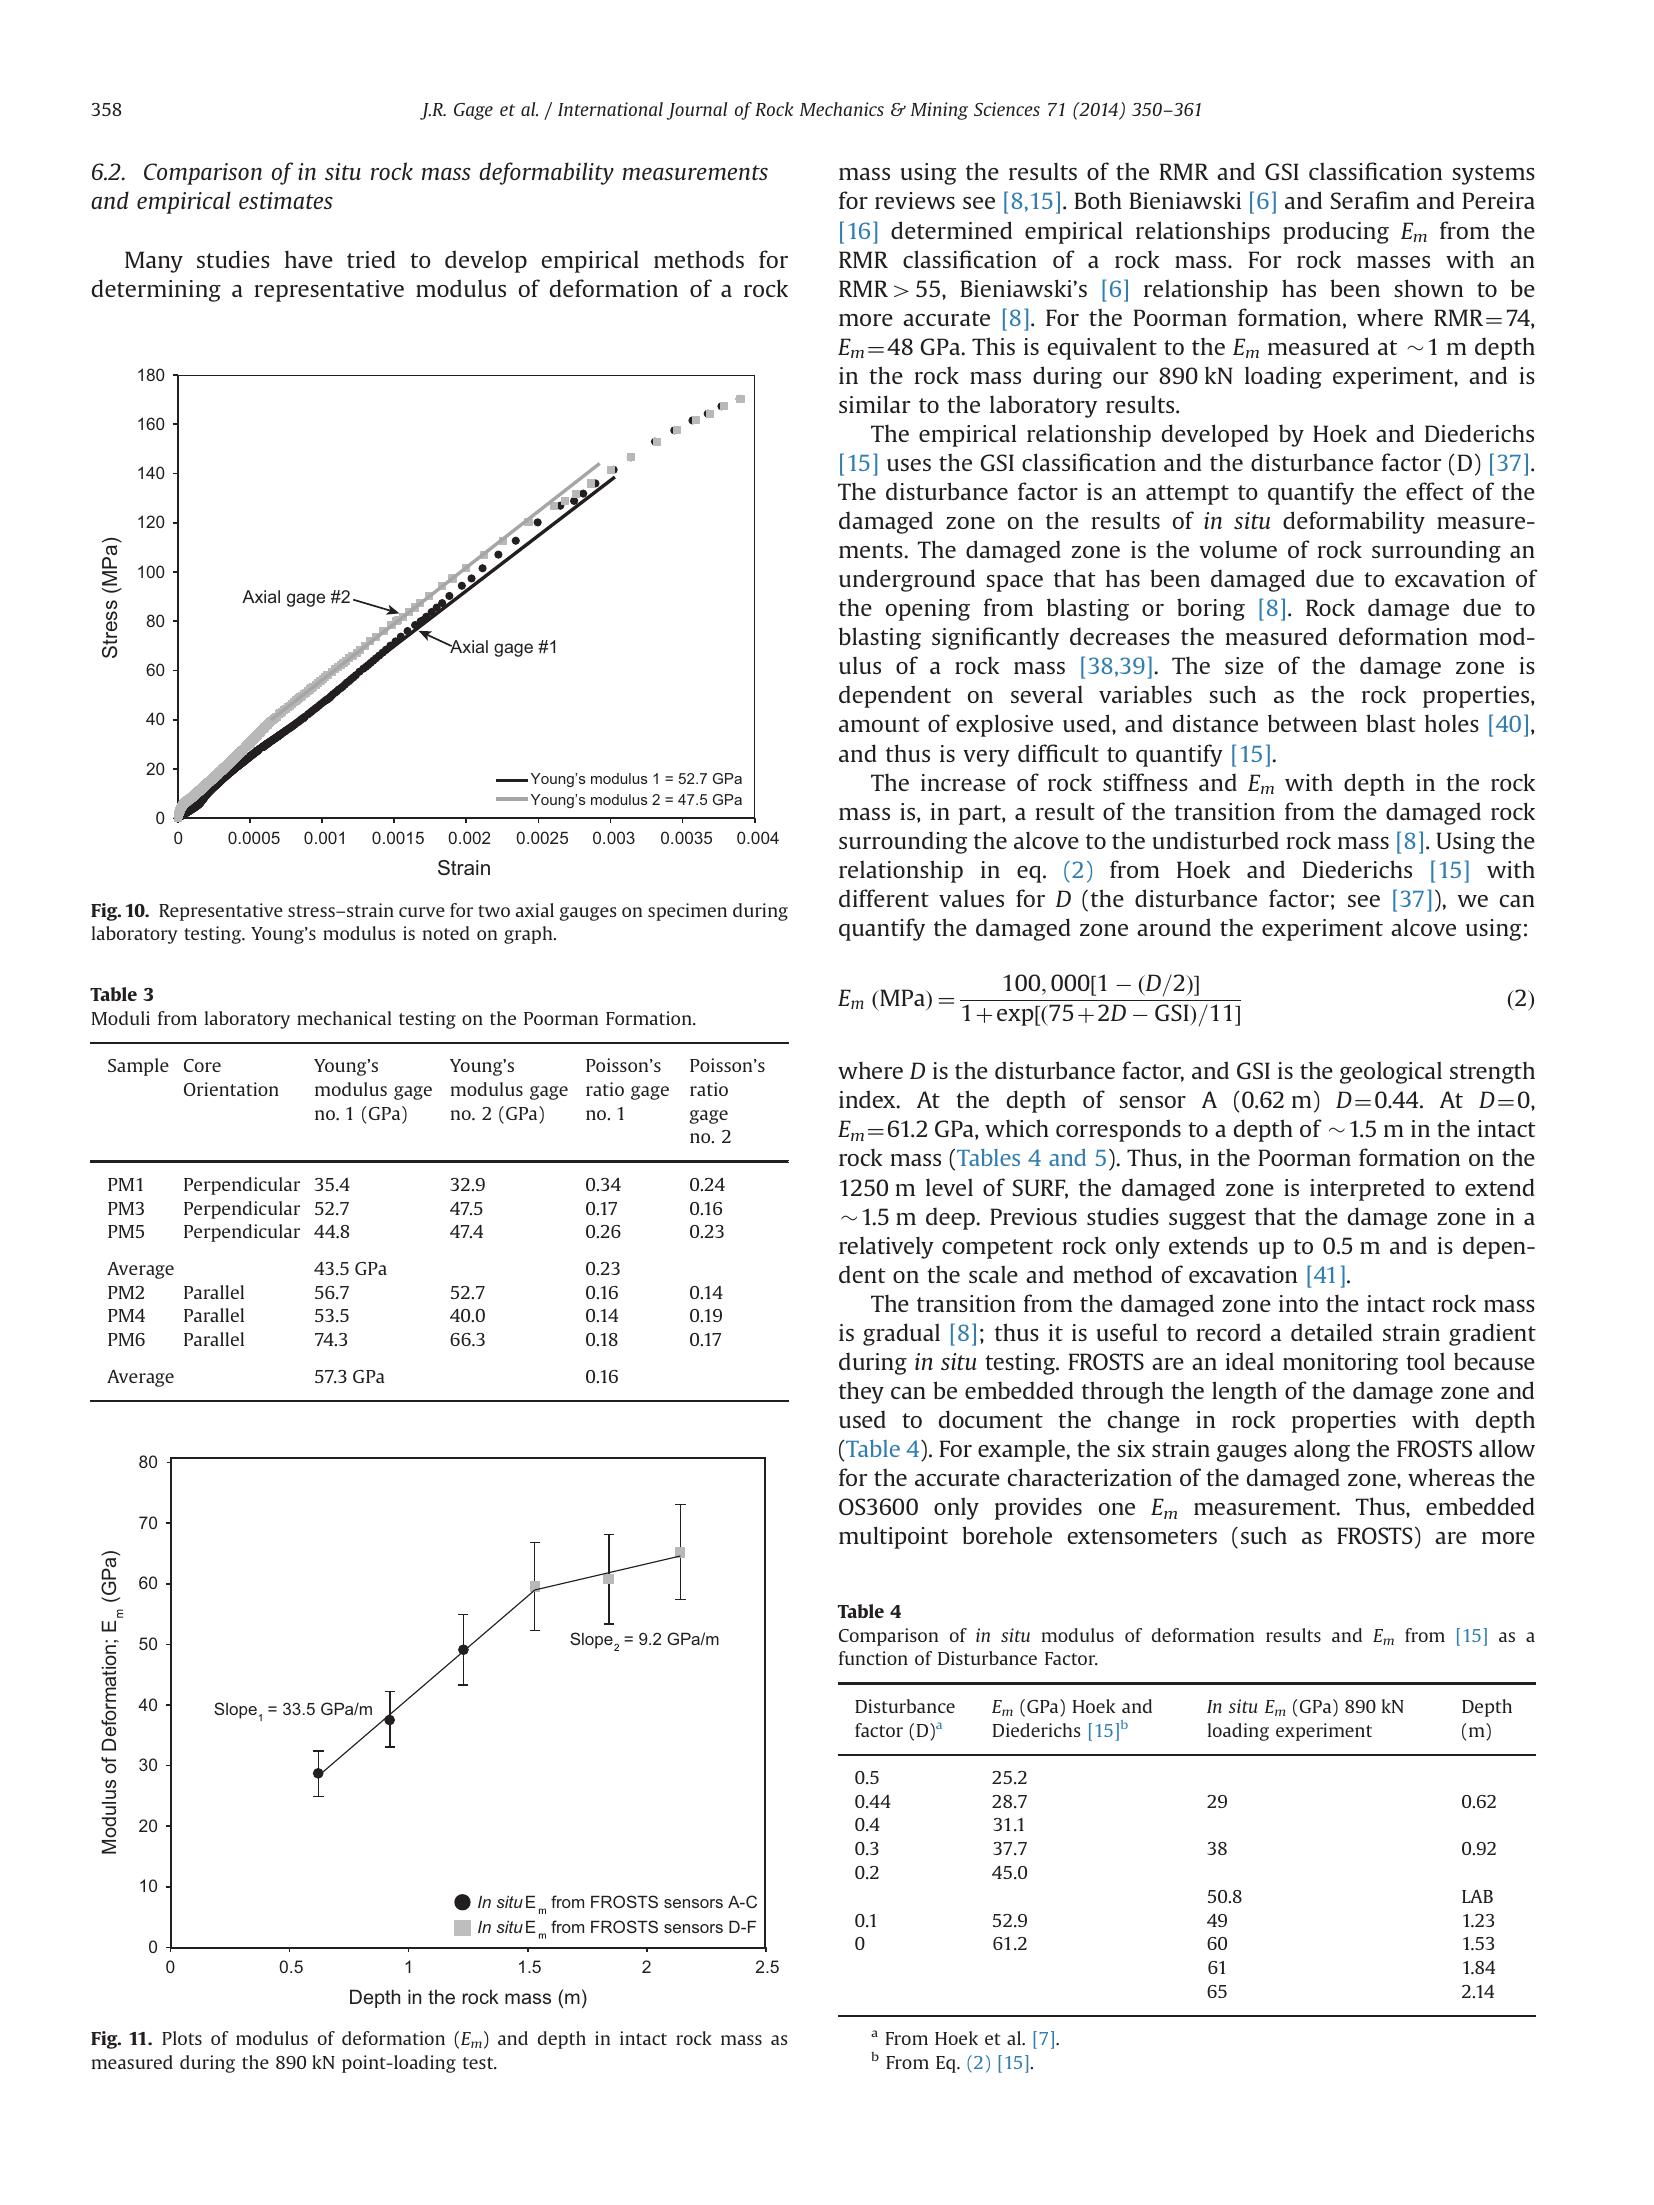 358
J.R. Gage et al. / International Journal of Rock Mechanics & Mining Sciences 71 (2014) 350–361
6.2. Comparison of in situ rock mass deformability measurements
and empirical estimates
Many studies have tried to develop empirical methods for
determining a representative modulus of deformation of a rock
180
160
140
120
100
80
60
40
20
0
Stress (MPa)
Axial gage #2
Axial gage #1
Young's modulus 1 = 52.7 GPa
Young's modulus 2 = 47.5 GPa
0 0.0005 0.001 0.0015 0.002 0.0025 0.003 0.0035 0.004
Strain
Fig. 10. Representative stress–strain curve for two axial gauges on specimen during
laboratory testing. Young's modulus is noted on graph.
Table 3
Moduli from laboratory mechanical testing on the Poorman Formation.
Sample Core Young's Young's Poisson's Poisson's
Orientation modulus gage modulus gage ratio gage ratio
no. 1 (GPa) no. 2 (GPa) no. 1 gage
no. 2
PM1 Perpendicular 35.4 32.9 0.34 0.24
PM3 Perpendicular 52.7 47.5 0.17 0.16
PM5 Perpendicular 44.8 47.4 0.26 0.23
Average 43.5 GPa 0.23
PM2 Parallel 56.7 52.7 0.16 0.14
PM4 Parallel 53.5 40.0 0.14 0.19
PM6 Parallel 74.3 66.3 0.18 0.17
Average 57.3 GPa 0.16
80
70
60
50
40
30
20
10
0
Modulus of Deformation; Em (GPa)
Slope2 = 9.2 GPa/m
Slope1 = 33.5 GPa/m
In situ Em from FROSTS sensors A-C
In situ Em from FROSTS sensors D-F
0 0.5 1 1.5 2 2.5
Depth in the rock mass (m)
Fig. 11. Plots of modulus of deformation (Em) and depth in intact rock mass as
measured during the 890 kN point-loading test.
mass using the results of the RMR and GSI classification systems
for reviews see [8,15]. Both Bieniawski [6] and Serafim and Pereira
[16] determined empirical relationships producing Em from the
RMR classification of a rock mass. For rock masses with an
RMR > 55, Bieniawski's [6] relationship has been shown to be
more accurate [8]. For the Poorman formation, where RMR=74,
Em=48 GPa. This is equivalent to the Em measured at ~1 m depth
in the rock mass during our 890 kN loading experiment, and is
similar to the laboratory results.
The empirical relationship developed by Hoek and Diederichs
[15] uses the GSI classification and the disturbance factor (D) [37].
The disturbance factor is an attempt to quantify the effect of the
damaged zone on the results of in situ deformability measure-
ments. The damaged zone is the volume of rock surrounding an
underground space that has been damaged due to excavation of
the opening from blasting or boring [8]. Rock damage due to
blasting significantly decreases the measured deformation mod-
ulus of a rock mass [38,39]. The size of the damage zone is
dependent on several variables such as the rock properties,
amount of explosive used, and distance between blast holes [40],
and thus is very difficult to quantify [15].
The increase of rock stiffness and Em with depth in the rock
mass is, in part, a result of the transition from the damaged rock
surrounding the alcove to the undisturbed rock mass [8]. Using the
relationship in eq. (2) from Hoek and Diederichs [15] with
different values for D (the disturbance factor; see [37]), we can
quantify the damaged zone around the experiment alcove using:
Em (MPa) = 100,000[1 − (D/2)] / 1+exp[(75+2D − GSI)/11] (2)
where D is the disturbance factor, and GSI is the geological strength
index. At the depth of sensor A (0.62 m) D=0.44. At D=0,
Em=61.2 GPa, which corresponds to a depth of ~1.5 m in the intact
rock mass (Tables 4 and 5). Thus, in the Poorman formation on the
1250 m level of SURF, the damaged zone is interpreted to extend
~1.5 m deep. Previous studies suggest that the damage zone in a
relatively competent rock only extends up to 0.5 m and is depen-
dent on the scale and method of excavation [41].
The transition from the damaged zone into the intact rock mass
is gradual [8]; thus it is useful to record a detailed strain gradient
during in situ testing. FROSTS are an ideal monitoring tool because
they can be embedded through the length of the damage zone and
used to document the change in rock properties with depth
(Table 4). For example, the six strain gauges along the FROSTS allow
for the accurate characterization of the damaged zone, whereas the
OS3600 only provides one Em measurement. Thus, embedded
multipoint borehole extensometers (such as FROSTS) are more
Table 4
Comparison of in situ modulus of deformation results and Em from [15] as a
function of Disturbance Factor.
Disturbance Em (GPa) Hoek and In situ Em (GPa) 890 kN Depth
factor (D)a Diederichs [15]b loading experiment (m)
0.5 25.2
0.44 28.7 29 0.62
0.4 31.1
0.3 37.7 38 0.92
0.2 45.0
50.8 LAB
0.1 52.9 49 1.23
0 61.2 60 1.53
61 1.84
65 2.14
a From Hoek et al. [7].
b From Eq. (2) [15].